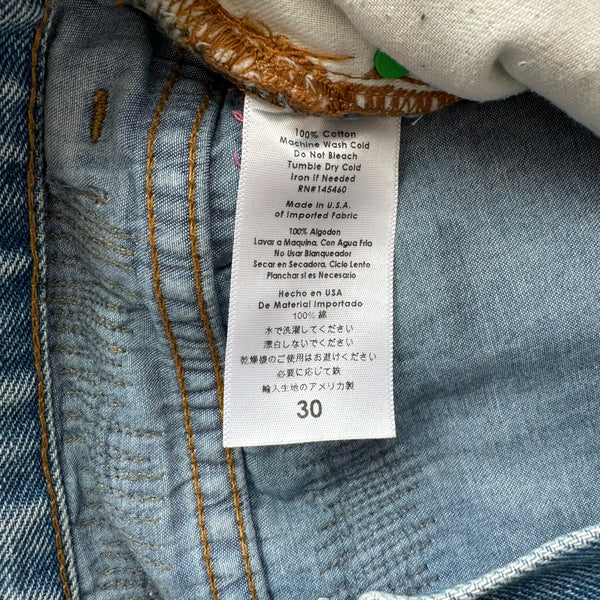 100% Cotton
Machine Wash Cold
Do Not Bleach
Tumble Dry Cold
Iron if Needed
RN#145460
Made in U.S.A.
of Imported Fabric
100% Algodon
Lavar a Maquina, Con Agua Fria
No Usar Blanqueador
Secar en Secadora, Ciclo Lento
Planchar si es Necesario
Hecho en USA
De Material Importado
100% 綿
水で洗濯してください
漂白しないでください
乾燥機のご使用はお避けください
必要に応じて鉄
輸入生地のアメリカ製
30